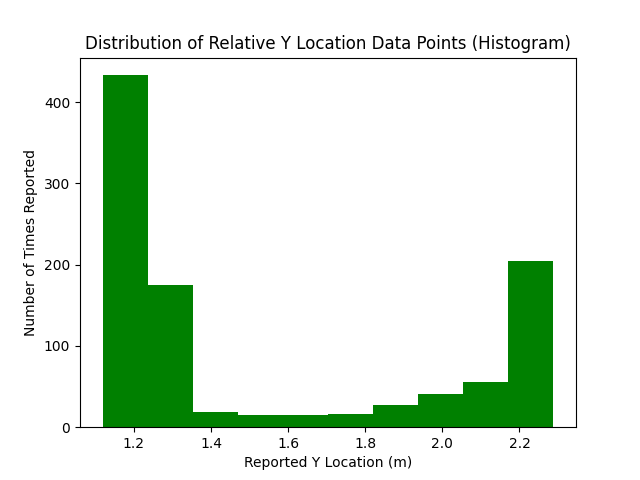 Distribution of Relative Y Location Data Points (Histogram)
Number of Times Reported
400
300
200
100
0
1.2 1.4 1.6 1.8 2.0 2.2
Reported Y Location (m)